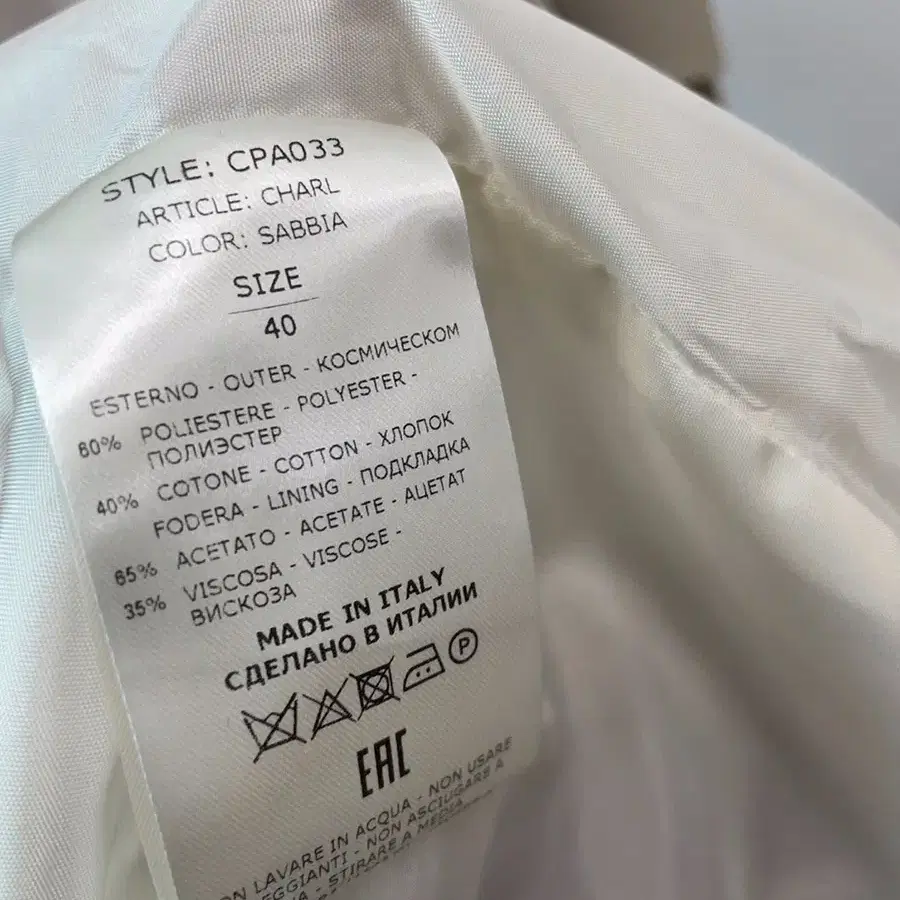 STYLE: CPA033
ARTICLE: CHARL
COLOR: SABBIA
SIZE
40
ESTERNO - OUTER - КОСМИЧЕСКОМ
60% POLIESTERE - POLYESTER -
ПОЛИЭСТЕР
40% COTONE - COTTON - ХЛОПОК
FODERA - LINING - ПОДКЛАДКА
65% ACETATO - ACETATE - АЦЕТАТ
35% VISCOSA - VISCOSE -
ВИСКОЗА
MADE IN ITALY
СДЕЛАНО В ИТАЛИИ
P
EAC
LAVARE IN ACQUA - NON USARE
- NON ASCIUGARE A
- STIRARE A MEDIA